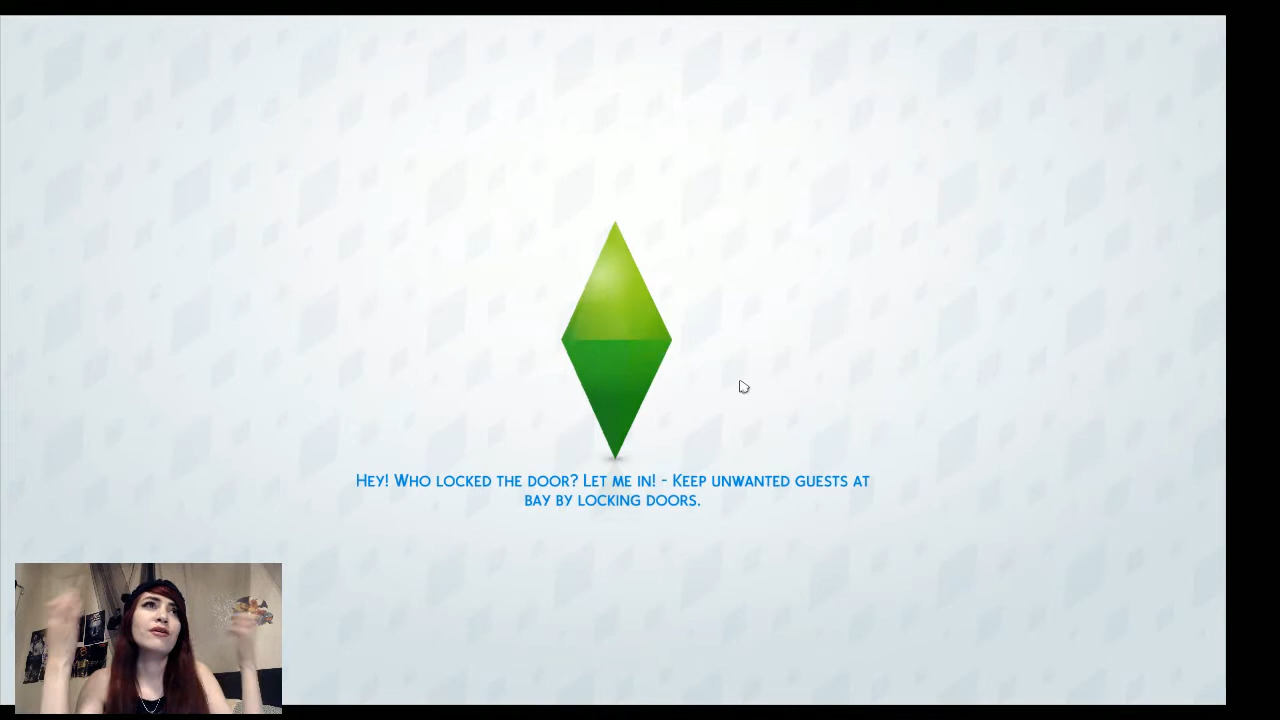 Hey! Who locked the door? Let me in! - Keep unwanted guests at
bay by locking doors.